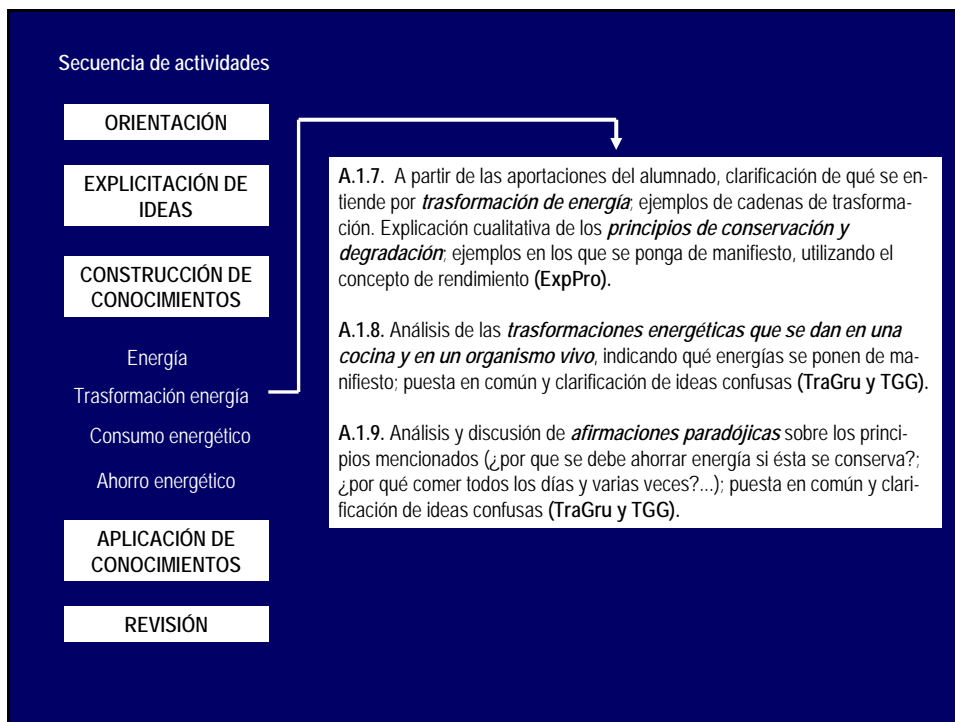 Secuencia de actividades
ORIENTACIÓN
EXPLICITACIÓN DE
IDEAS
CONSTRUCCIÓN DE
CONOCIMIENTOS
Energía
Trasformación energía
Consumo energético
Ahorro energético
APLICACIÓN DE
CONOCIMIENTOS
REVISIÓN
A.1.7. A partir de las aportaciones del alumnado, clarificación de qué se en-
tiende por trasformación de energía; ejemplos de cadenas de trasforma-
ción. Explicación cualitativa de los principios de conservación y
degradación; ejemplos en los que se ponga de manifiesto, utilizando el
concepto de rendimiento (ExpPro).
A.1.8. Análisis de las trasformaciones energéticas que se dan en una
cocina y en un organismo vivo, indicando qué energías se ponen de ma-
nifiesto; puesta en común y clarificación de ideas confusas (TraGru y TGG).
A.1.9. Análisis y discusión de afirmaciones paradójicas sobre los princi-
pios mencionados (¿por que se debe ahorrar energía si ésta se conserva?;
¿por qué comer todos los días y varias veces?...); puesta en común y clari-
ficación de ideas confusas (TraGru y TGG).